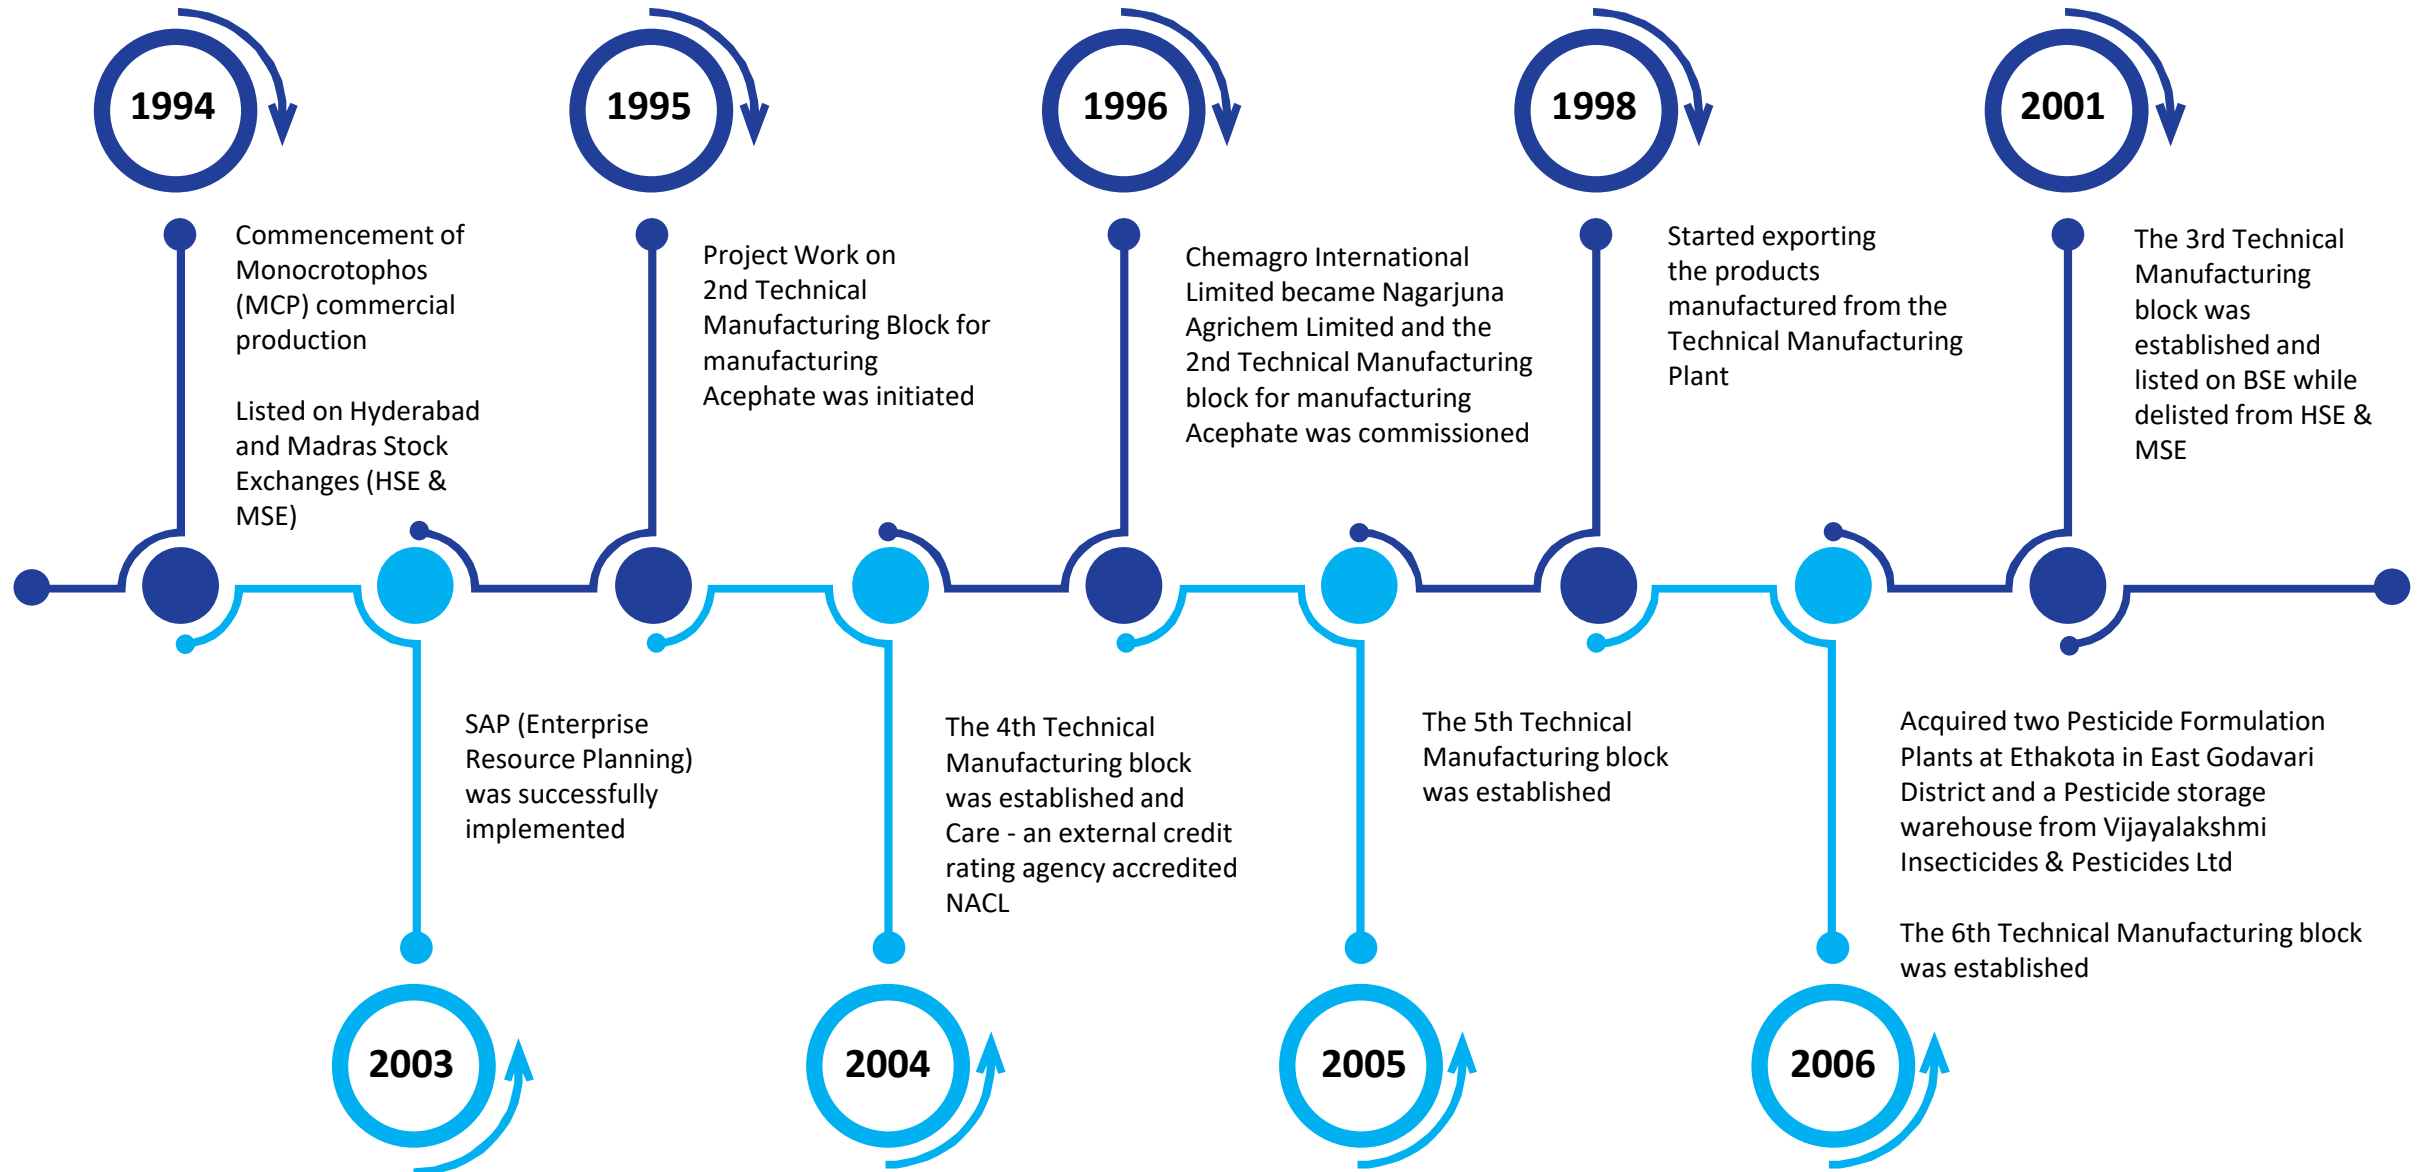 1994
Commencement of
Monocrotophos
(MCP) commercial
production
Listed on Hyderabad
and Madras Stock
Exchanges (HSE &
MSE)
1995
Project Work on
2nd Technical
Manufacturing Block for
manufacturing
Acephate was initiated
1996
Chemagro International
Limited became Nagarjuna
Agrichem Limited and the
2nd Technical Manufacturing
block for manufacturing
Acephate was commissioned
1998
Started exporting
the products
manufactured from the
Technical Manufacturing
Plant
2001
The 3rd Technical
Manufacturing
block was
established and
listed on BSE while
delisted from HSE &
MSE
SAP (Enterprise
Resource Planning)
was successfully
implemented
2003
The 4th Technical
Manufacturing block
was established and
Care - an external credit
rating agency accredited
NACL
2004
The 5th Technical
Manufacturing block
was established
2005
Acquired two Pesticide Formulation
Plants at Ethakota in East Godavari
District and a Pesticide storage
warehouse from Vijayalakshmi
Insecticides & Pesticides Ltd
The 6th Technical Manufacturing block
was established
2006